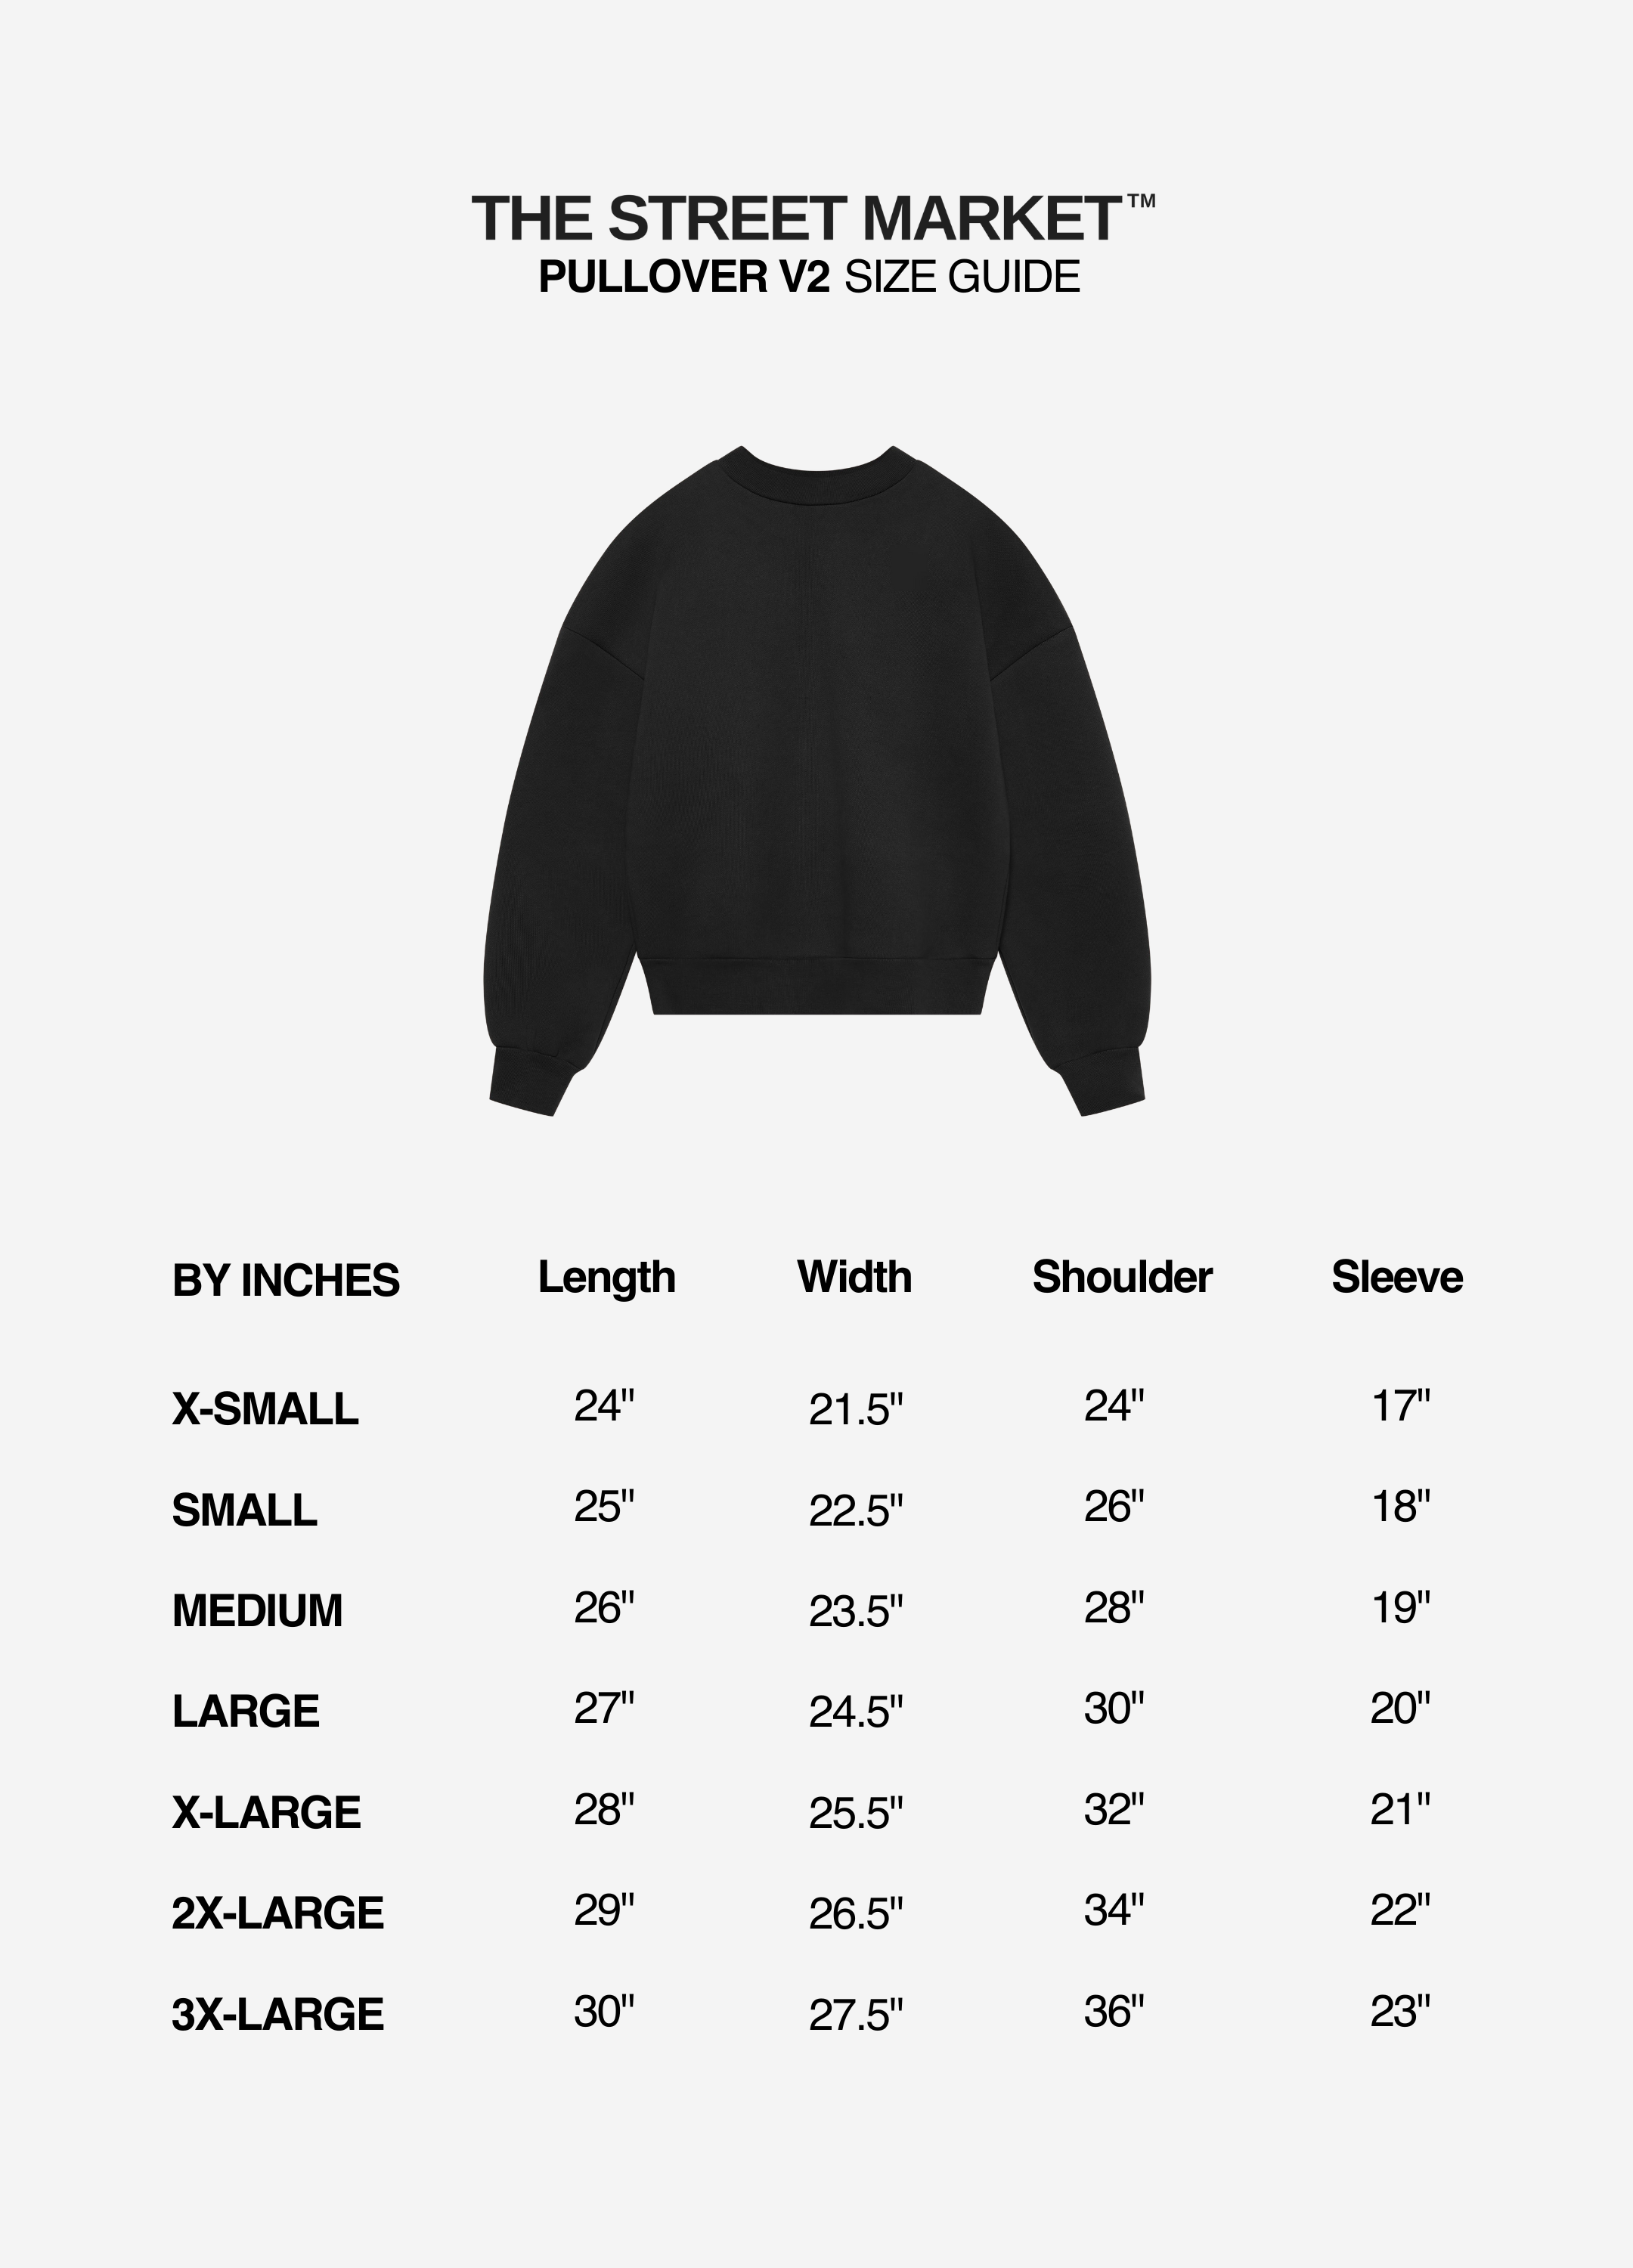 THE STREET MARKET™
PULLOVER V2 SIZE GUIDE
BY INCHES Length Width Shoulder Sleeve
X-SMALL 24" 21.5" 24" 17"
SMALL 25" 22.5" 26" 18"
MEDIUM 26" 23.5" 28" 19"
LARGE 27" 24.5" 30" 20"
X-LARGE 28" 25.5" 32" 21"
2X-LARGE 29" 26.5" 34" 22"
3X-LARGE 30" 27.5" 36" 23"